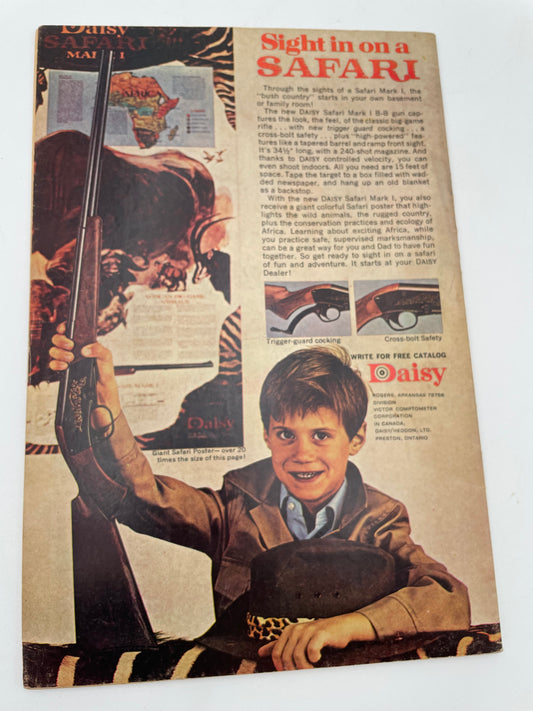 Daisy
SAFARI
MARK I
AFRICA
Sight in on a
SAFARI
Through the sights of a Safari Mark I, the
"bush country" starts in your own basement
or family room!
The new DAISY Safari Mark I B-B gun cap-
tures the look, the feel, of the classic big-game
rifle . . . with new trigger guard cocking . . . a
cross-bolt safety . . . plus "high-powered" fea-
tures like a tapered barrel and ramp front sight.
It's 34½" long, with a 240-shot magazine. And
thanks to DAISY controlled velocity, you can
even shoot indoors. All you need are 15 feet of
space. Tape the target to a box filled with wad-
ded newspaper, and hang up an old blanket
as a backstop.
With the new DAISY Safari Mark I, you also
receive a giant colorful Safari poster that high-
lights the wild animals, the rugged country,
plus the conservation practices and ecology of
Africa. Learning about exciting Africa, while
you practice safe, supervised marksmanship,
can be a great way for you and Dad to have fun
together. So get ready to sight in on a safari
of fun and adventure. It starts at your DAISY
Dealer!
Trigger-guard cocking
Cross-bolt Safety
WRITE FOR FREE CATALOG
Daisy
ROGERS, ARKANSAS 72756
DIVISION
VICTOR COMPTOMETER
CORPORATION
IN CANADA,
DAISY/HEDDON, LTD.
PRESTON, ONTARIO
Daisy
Giant Safari Poster—over 20
times the size of this page!